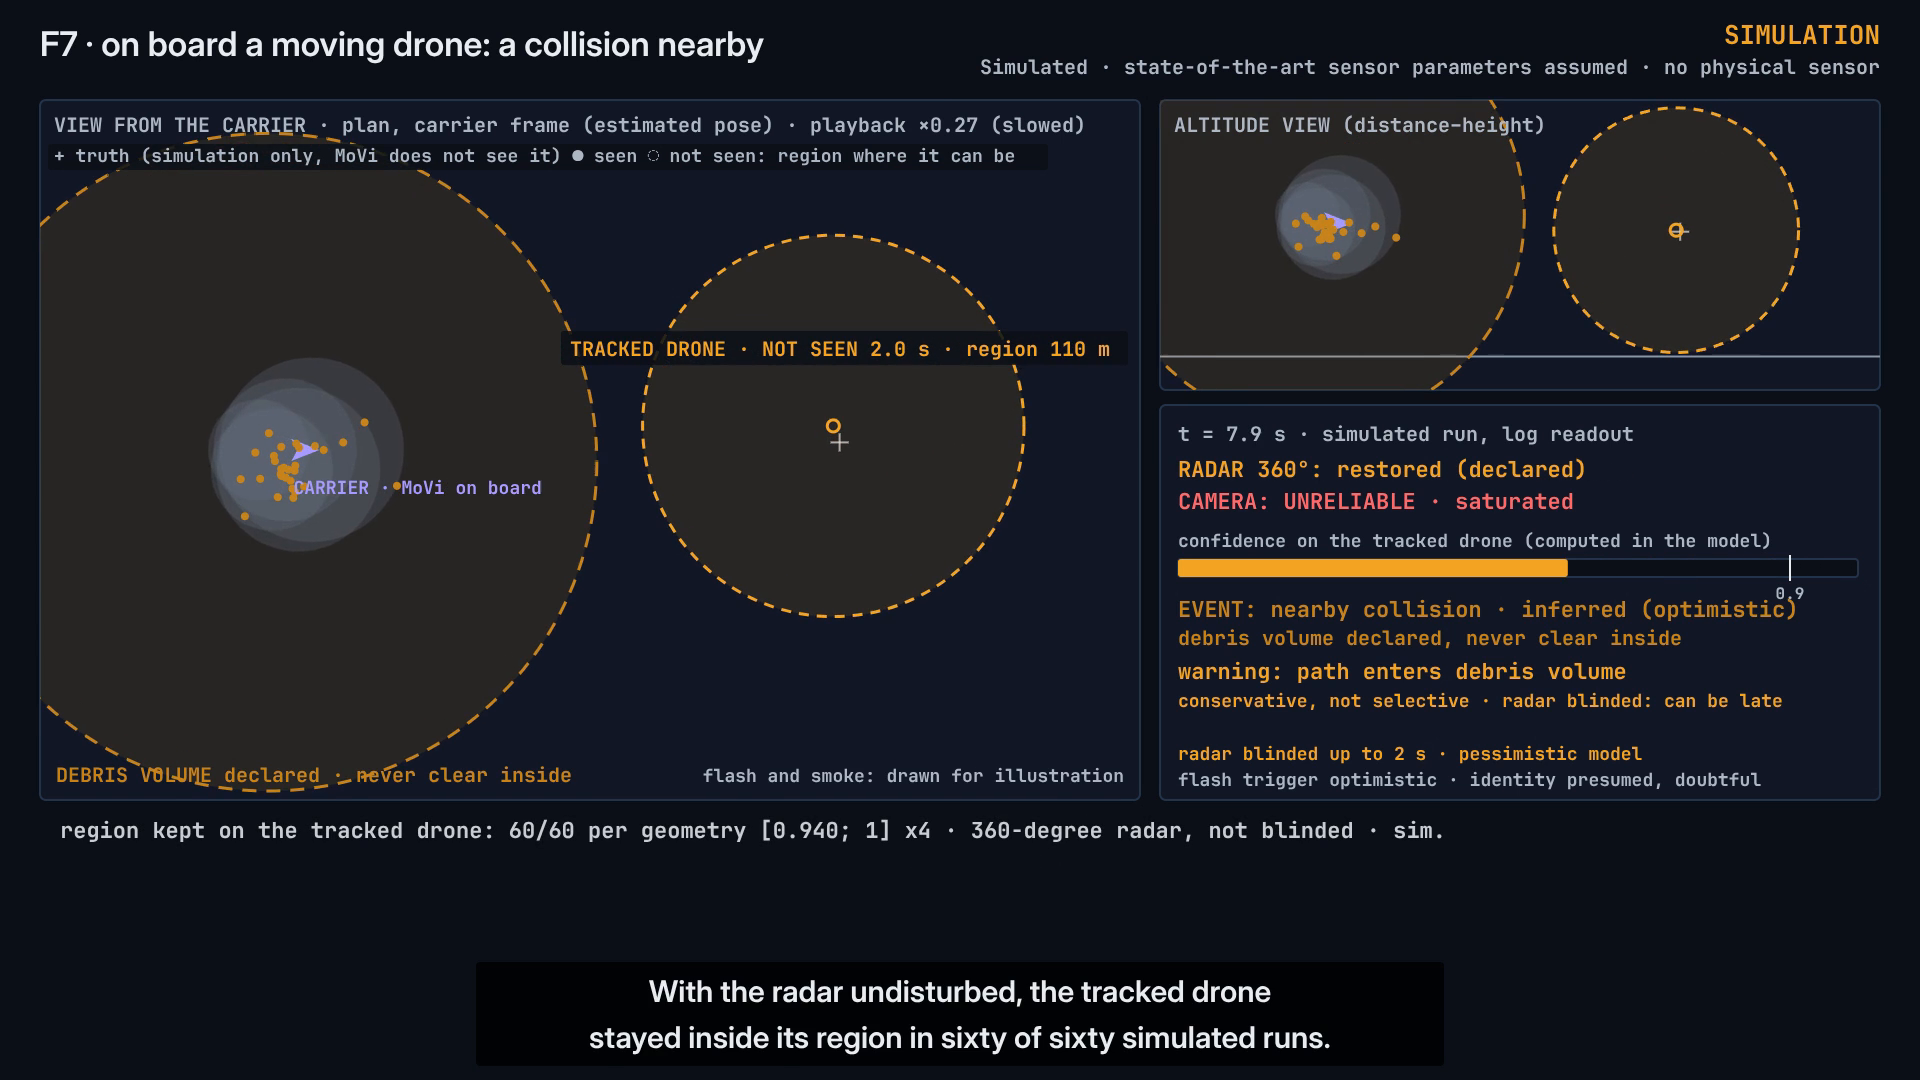 F7 · on board a moving drone: a collision nearby
SIMULATION
Simulated · state-of-the-art sensor parameters assumed · no physical sensor
VIEW FROM THE CARRIER · plan, carrier frame (estimated pose) · playback ×0.27 (slowed)
+ truth (simulation only, MoVi does not see it) ● seen ◌ not seen: region where it can be
TRACKED DRONE · NOT SEEN 2.0 s · region 110 m
CARRIER · MoVi on board
DEBRIS VOLUME declared · never clear inside
flash and smoke: drawn for illustration
ALTITUDE VIEW (distance-height)
t = 7.9 s · simulated run, log readout
RADAR 360°: restored (declared)
CAMERA: UNRELIABLE · saturated
confidence on the tracked drone (computed in the model)
0.9
EVENT: nearby collision · inferred (optimistic)
debris volume declared, never clear inside
warning: path enters debris volume
conservative, not selective · radar blinded: can be late
radar blinded up to 2 s · pessimistic model
flash trigger optimistic · identity presumed, doubtful
region kept on the tracked drone: 60/60 per geometry [0.940; 1] x4 · 360-degree radar, not blinded · sim.
With the radar undisturbed, the tracked drone
stayed inside its region in sixty of sixty simulated runs.